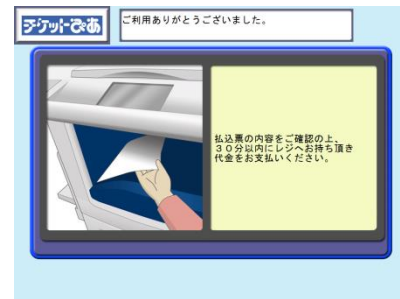 チケットぴあ
ご利用ありがとうございました。
払込票の内容をご確認の上、
30分以内にレジへお持ち頂き
代金をお支払いください。